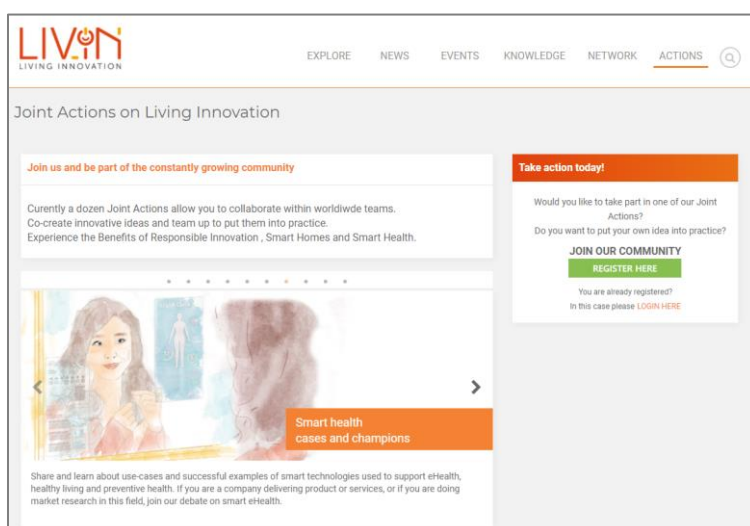 LIVIN
LIVING INNOVATION
EXPLORE NEWS EVENTS KNOWLEDGE NETWORK ACTIONS
Joint Actions on Living Innovation
Join us and be part of the constantly growing community
Curently a dozen Joint Actions allow you to collaborate within worldiwde teams.
Co-create innovative ideas and team up to put them into practice.
Experience the Benefits of Responsible Innovation , Smart Homes and Smart Health.
Smart health
cases and champions
Share and learn about use-cases and successful examples of smart technologies used to support eHealth,
healthy living and preventive health. If you are a company delivering product or services, or if you are doing
market research in this field, join our debate on smart eHealth.
Take action today!
Would you like to take part in one of our Joint
Actions?
Do you want to put your own idea into practice?
JOIN OUR COMMUNITY
REGISTER HERE
You are already registered?
In this case please LOGIN HERE